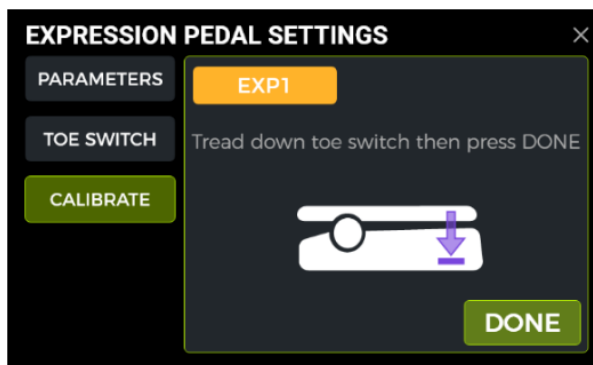 EXPRESSION PEDAL SETTINGS
PARAMETERS
EXP1
TOE SWITCH
Tread down toe switch then press DONE
CALIBRATE
DONE